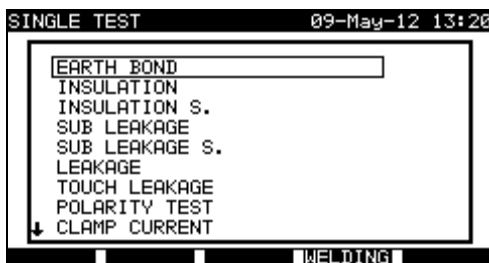 SINGLE TEST 09-May-12 13:20
EARTH BOND
INSULATION
INSULATION S.
SUB LEAKAGE
SUB LEAKAGE S.
LEAKAGE
TOUCH LEAKAGE
POLARITY TEST
↓ CLAMP CURRENT
WELDING